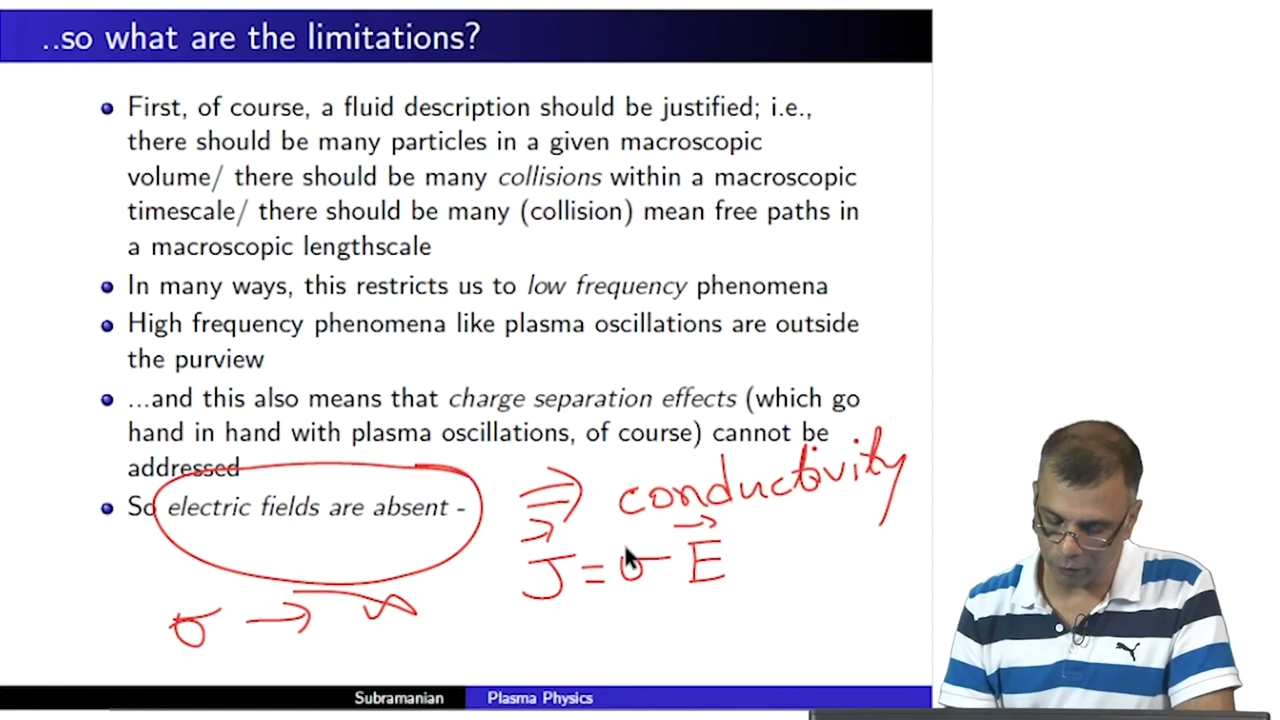 ..so what are the limitations?
First, of course, a fluid description should be justified; i.e.,
there should be many particles in a given macroscopic
volume/ there should be many collisions within a macroscopic
timescale/ there should be many (collision) mean free paths in
a macroscopic lengthscale
In many ways, this restricts us to low frequency phenomena
High frequency phenomena like plasma oscillations are outside
the purview
...and this also means that charge separation effects (which go
hand in hand with plasma oscillations, of course) cannot be
addressed
So electric fields are absent -
⇒ conductivity
J⃗ = σ E⃗
σ → ∞
PUMA
Subramanian Plasma Physics